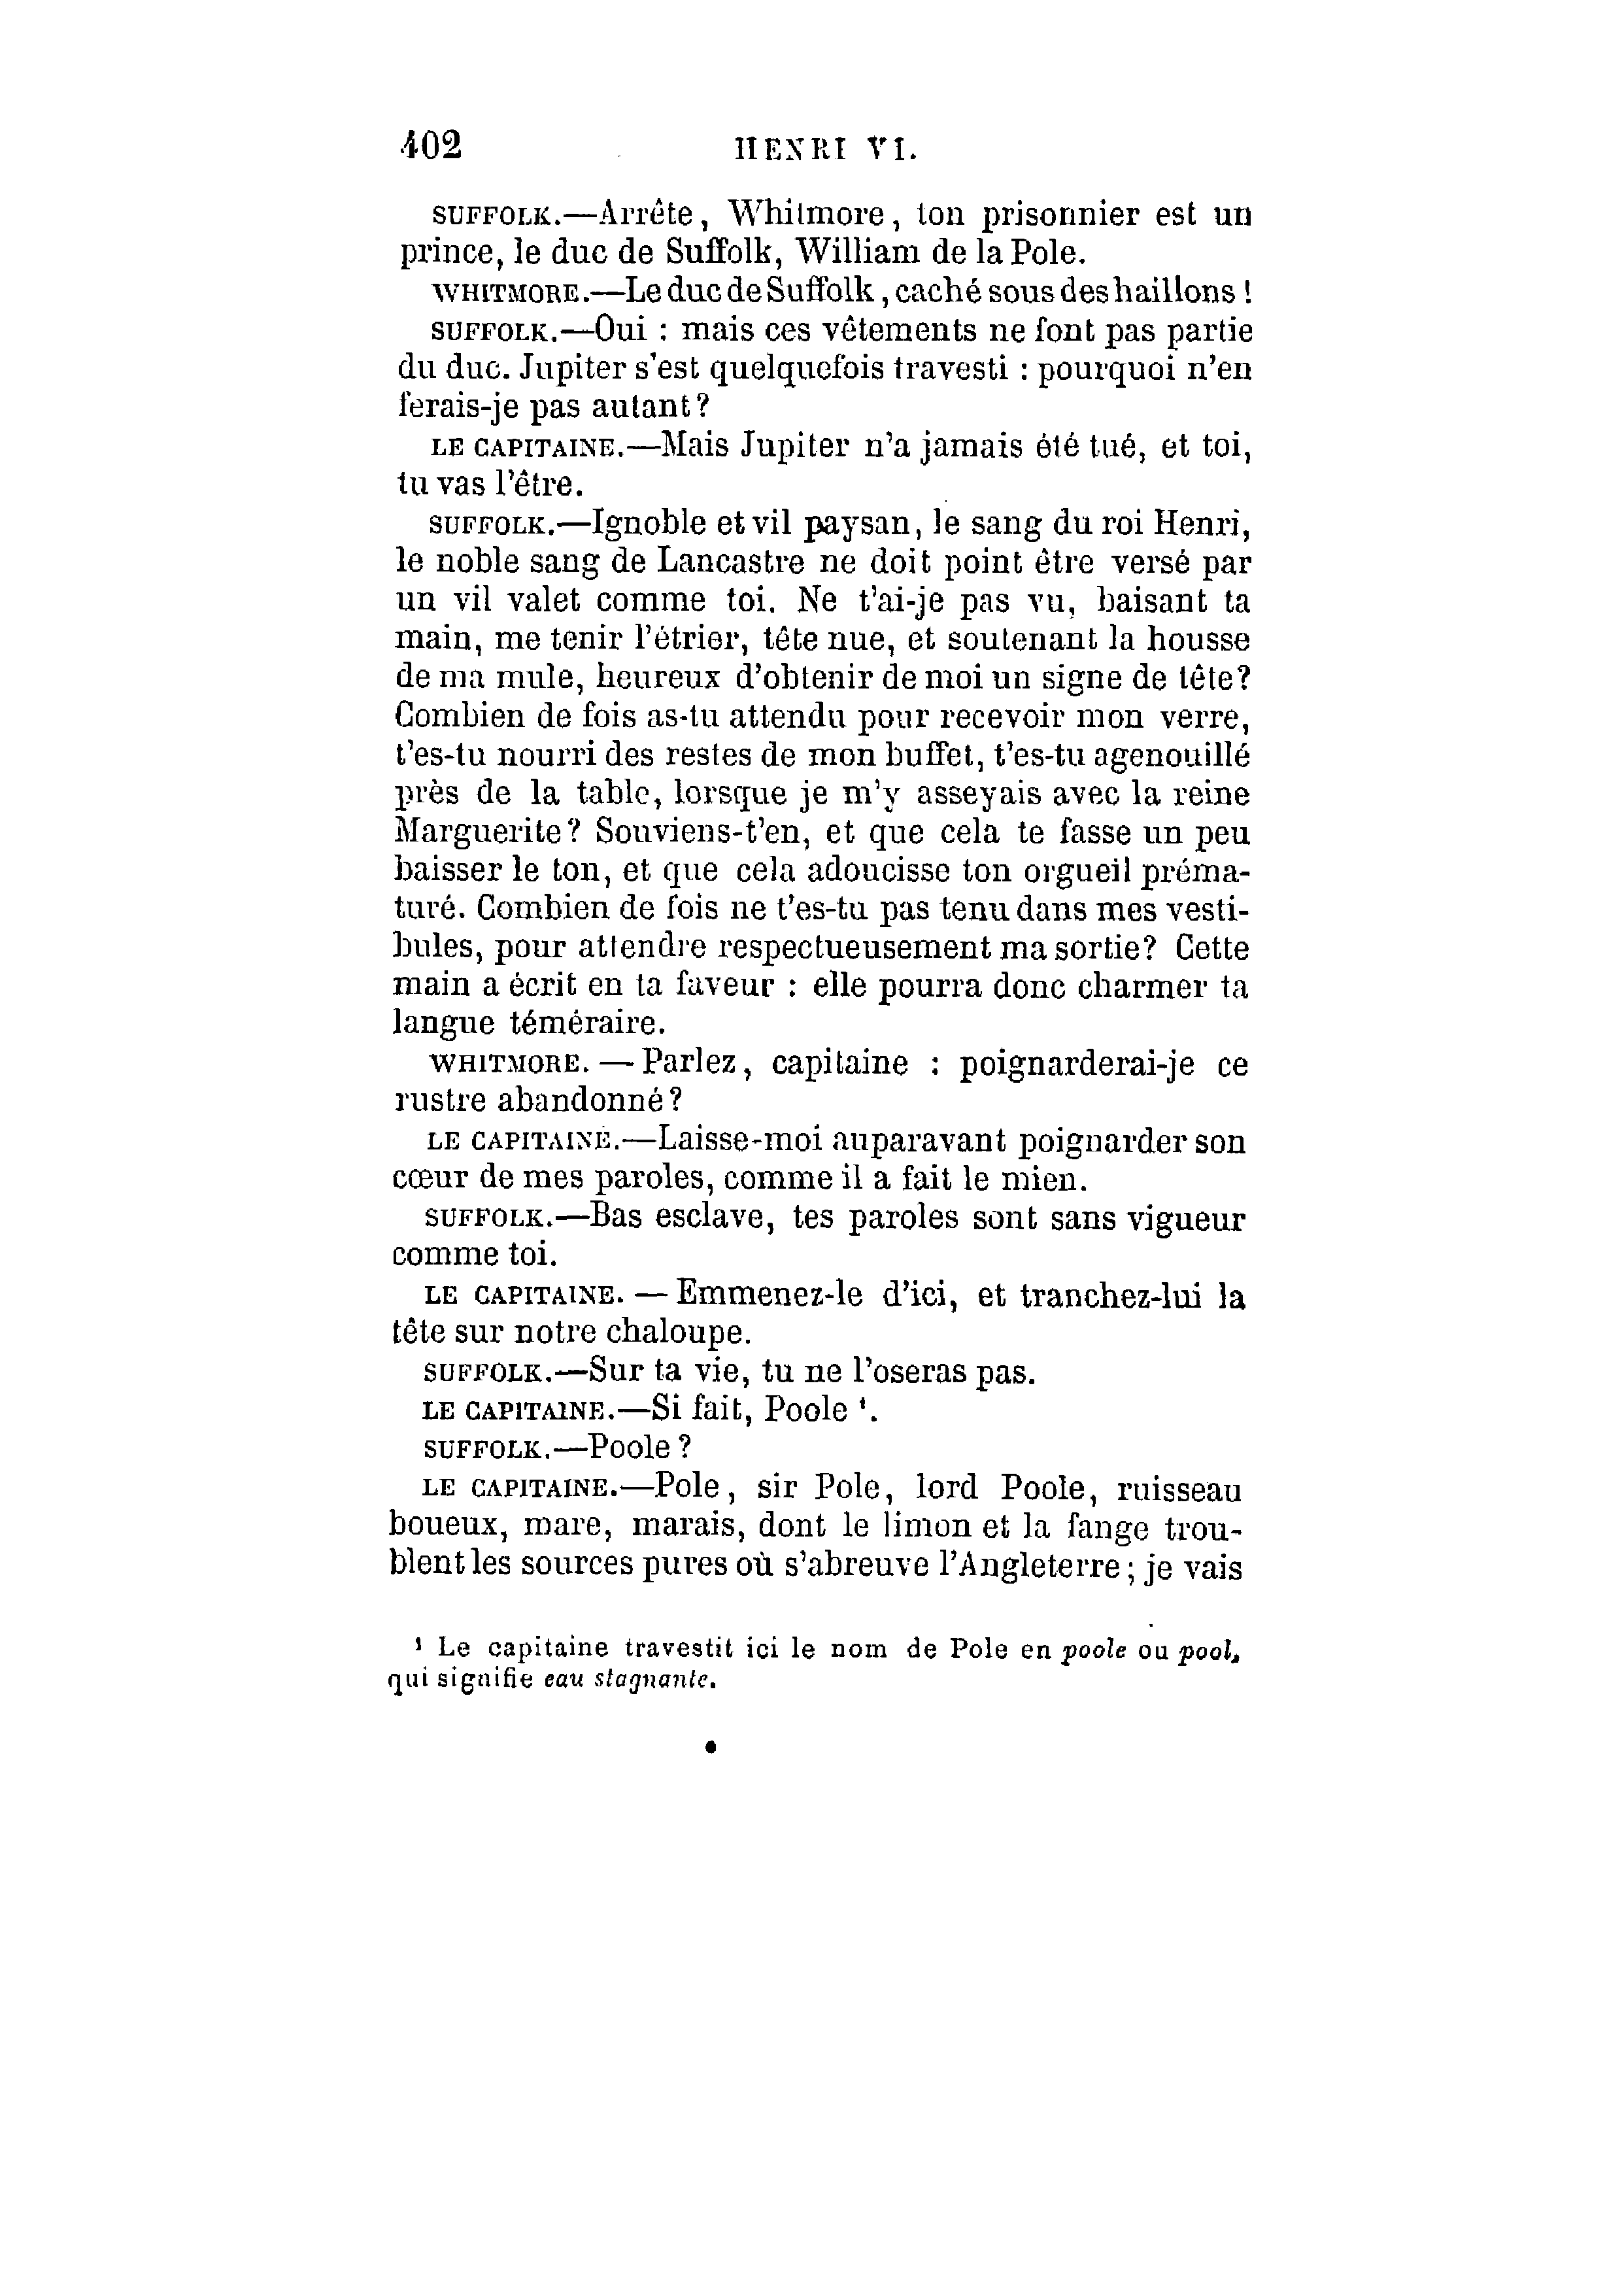 402 HENRI VI.
SUFFOLK.—Arrête, Whitmore, ton prisonnier est un
prince, le duc de Suffolk, William de la Pole.
WHITMORE.—Le duc de Suffolk, caché sous des haillons !
SUFFOLK.—Oui : mais ces vêtements ne font pas partie
du duc. Jupiter s'est quelquefois travesti : pourquoi n'en
ferais-je pas autant ?
LE CAPITAINE.—Mais Jupiter n'a jamais été tué, et toi,
tu vas l'être.
SUFFOLK.—Ignoble et vil paysan, le sang du roi Henri,
le noble sang de Lancastre ne doit point être versé par
un vil valet comme toi. Ne t'ai-je pas vu, baisant ta
main, me tenir l'étrier, tête nue, et soutenant la housse
de ma mule, heureux d'obtenir de moi un signe de tête?
Combien de fois as-tu attendu pour recevoir mon verre,
t'es-tu nourri des restes de mon buffet, t'es-tu agenouillé
près de la table, lorsque je m'y asseyais avec la reine
Marguerite? Souviens-t'en, et que cela te fasse un peu
baisser le ton, et que cela adoucisse ton orgueil préma-
turé. Combien de fois ne t'es-tu pas tenu dans mes vesti-
bules, pour attendre respectueusement ma sortie? Cette
main a écrit en ta faveur : elle pourra donc charmer ta
langue téméraire.
WHITMORE. — Parlez, capitaine : poignarderai-je ce
rustre abandonné ?
LE CAPITAINE.—Laisse-moi auparavant poignarder son
cœur de mes paroles, comme il a fait le mien.
SUFFOLK.—Bas esclave, tes paroles sont sans vigueur
comme toi.
LE CAPITAINE. — Emmenez-le d'ici, et tranchez-lui la
tête sur notre chaloupe.
SUFFOLK.—Sur ta vie, tu ne l'oseras pas.
LE CAPITAINE.—Si fait, Poole ¹.
SUFFOLK.—Poole ?
LE CAPITAINE.—Pole, sir Pole, lord Poole, ruisseau
boueux, mare, marais, dont le limon et la fange trou-
blent les sources pures où s'abreuve l'Angleterre ; je vais
¹ Le capitaine travestit ici le nom de Pole en poole ou pool,
qui signifie eau stagnante.